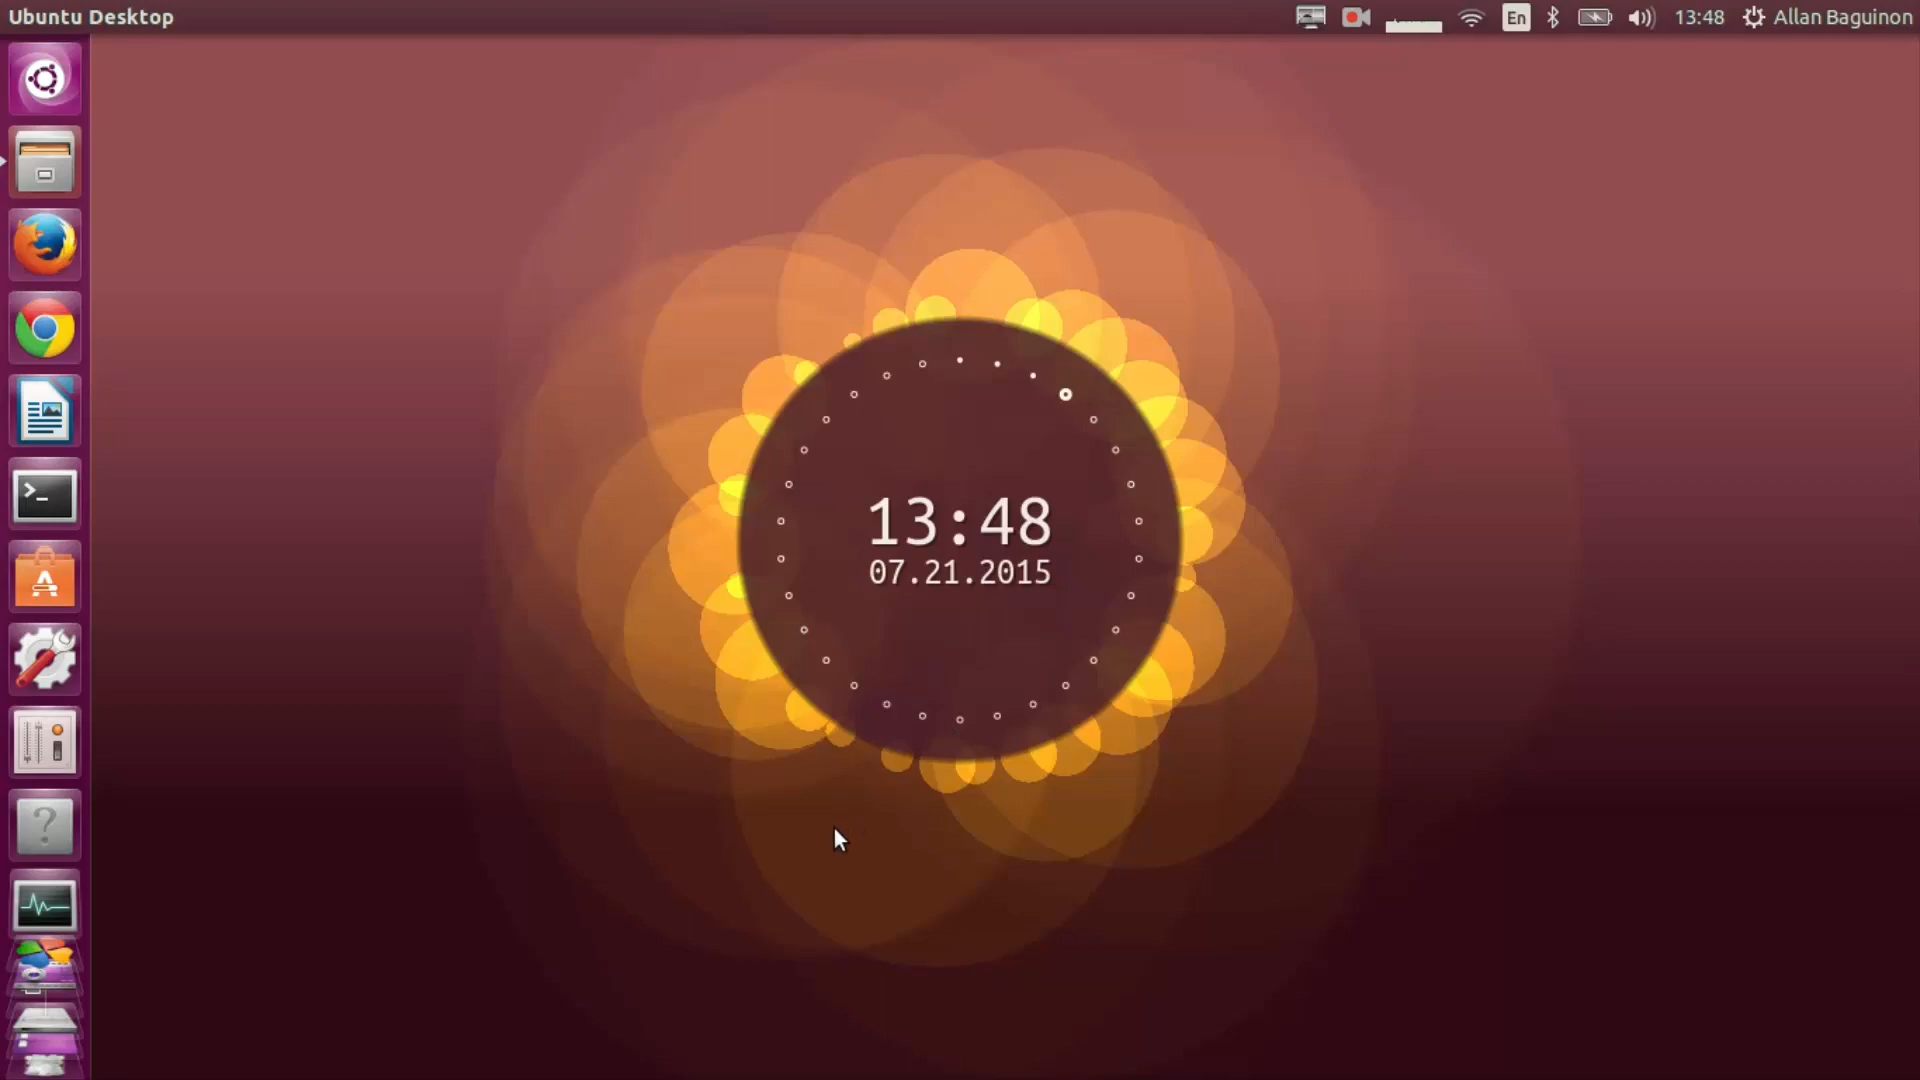 Ubuntu Desktop
En
13:48
Allan Baguinon
>_
A
13:48
07.21.2015
?